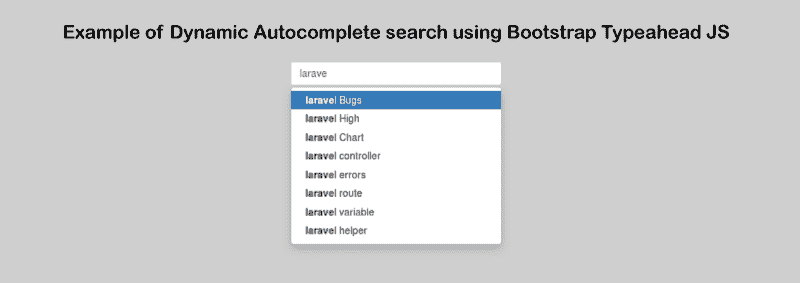 Example of Dynamic Autocomplete search using Bootstrap Typeahead JS
larave
laravel Bugs
laravel High
laravel Chart
laravel controller
laravel errors
laravel route
laravel variable
laravel helper